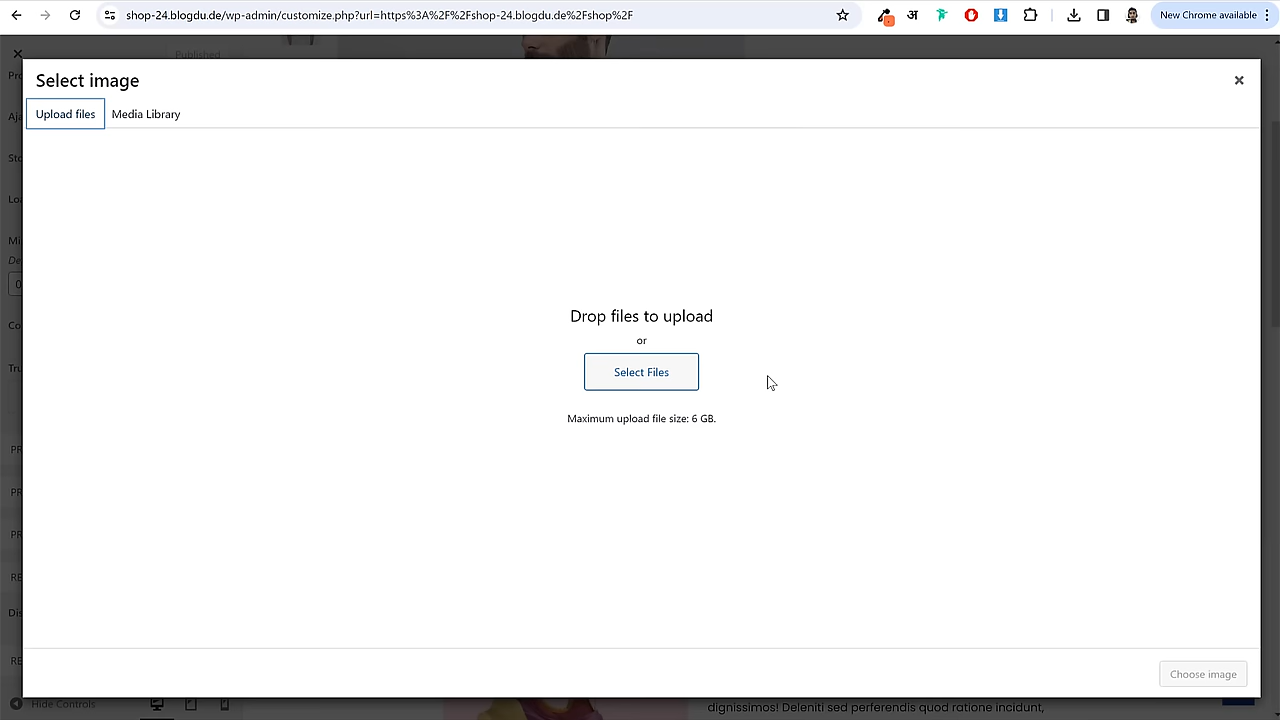 shop-24.blogdu.de/wp-admin/customize.php?url=https%3A%2F%2Fshop-24.blogdu.de%2Fshop%2F
अ
New Chrome available
Published
Select image
Upload files
Media Library
Drop files to upload
or
Select Files
Maximum upload file size: 6 GB.
Choose image
Hide Controls
dignissimos! Deleniti sed perferendis quod ratione incidunt,